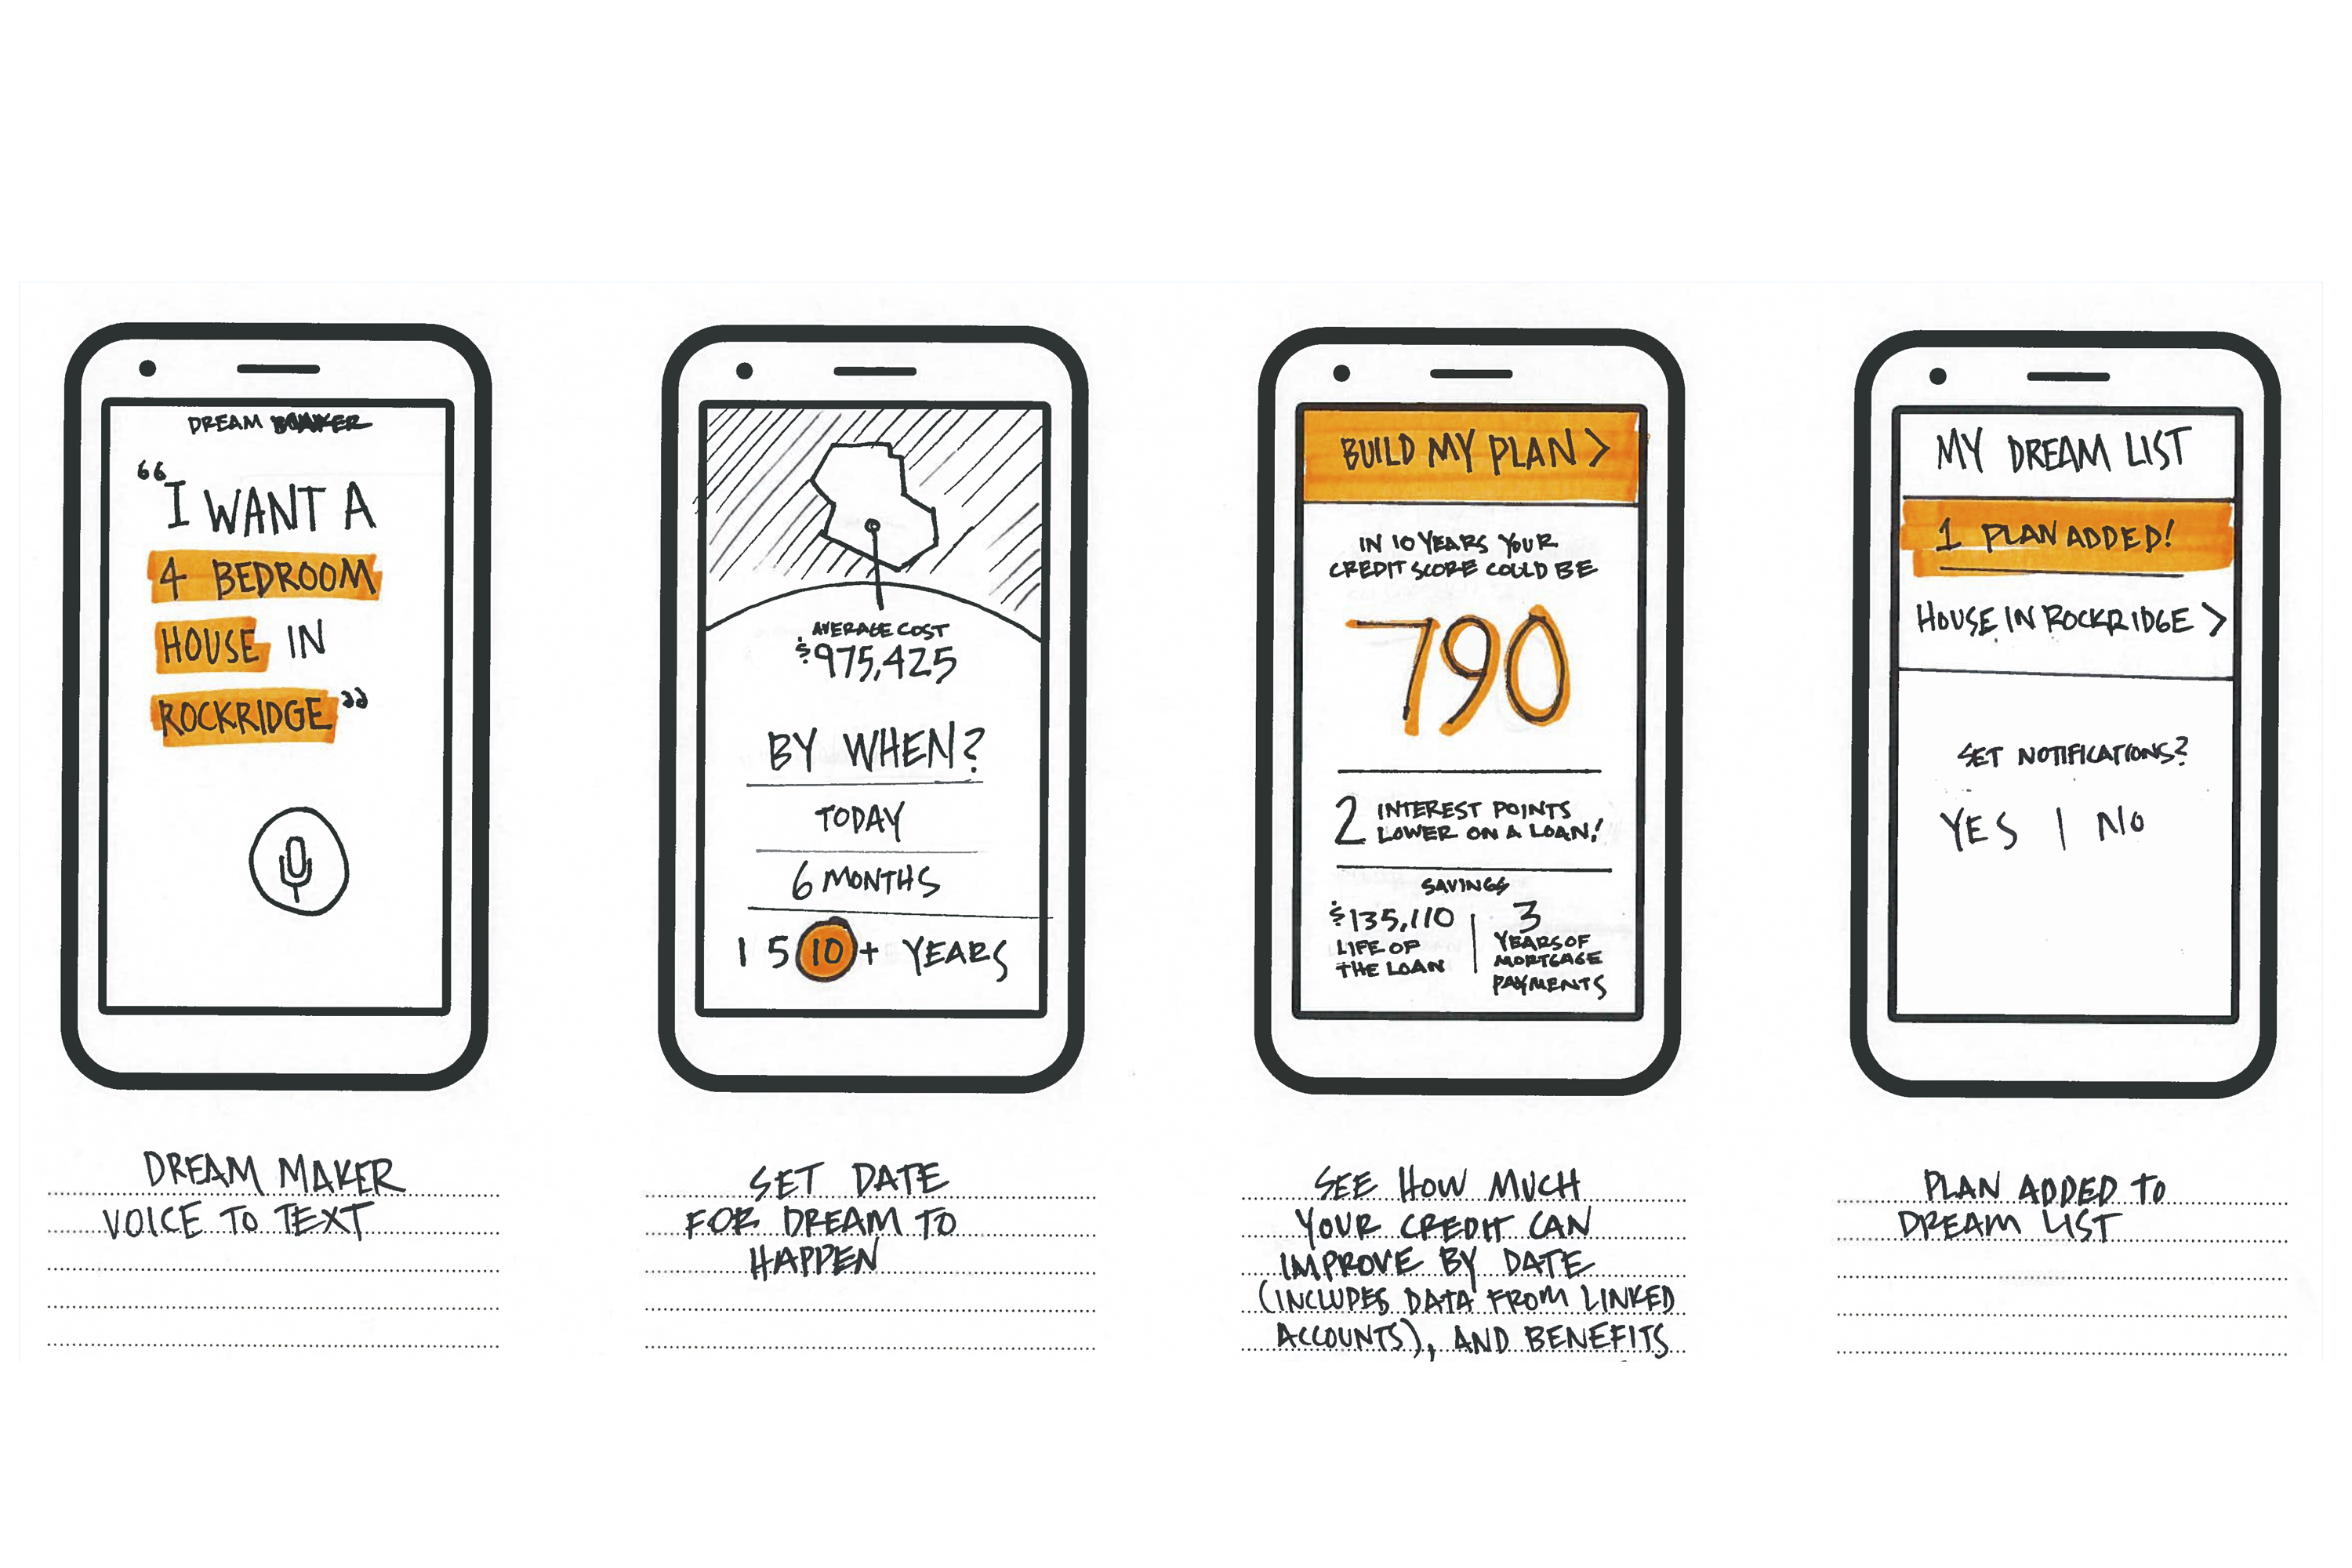 DREAM MAKER
“I WANT A
4 BEDROOM
HOUSE IN
ROCKRIDGE”
DREAM MAKER
VOICE TO TEXT
AVERAGE COST
$975,425
BY WHEN?
TODAY
6 MONTHS
1 5 10+ YEARS
SET DATE
FOR DREAM TO
HAPPEN
BUILD MY PLAN >
IN 10 YEARS YOUR
CREDIT SCORE COULD BE
790
2 INTEREST POINTS
LOWER ON A LOAN!
SAVINGS
$135,110
LIFE OF
THE LOAN
3
YEARS OF
MORTGAGE
PAYMENTS
SEE HOW MUCH
YOUR CREDIT CAN
IMPROVE BY DATE
(INCLUDES DATA FROM LINKED
ACCOUNTS), AND BENEFITS
MY DREAM LIST
1 PLAN ADDED!
HOUSE IN ROCKRIDGE >
SET NOTIFICATIONS?
YES | NO
PLAN ADDED TO
DREAM LIST